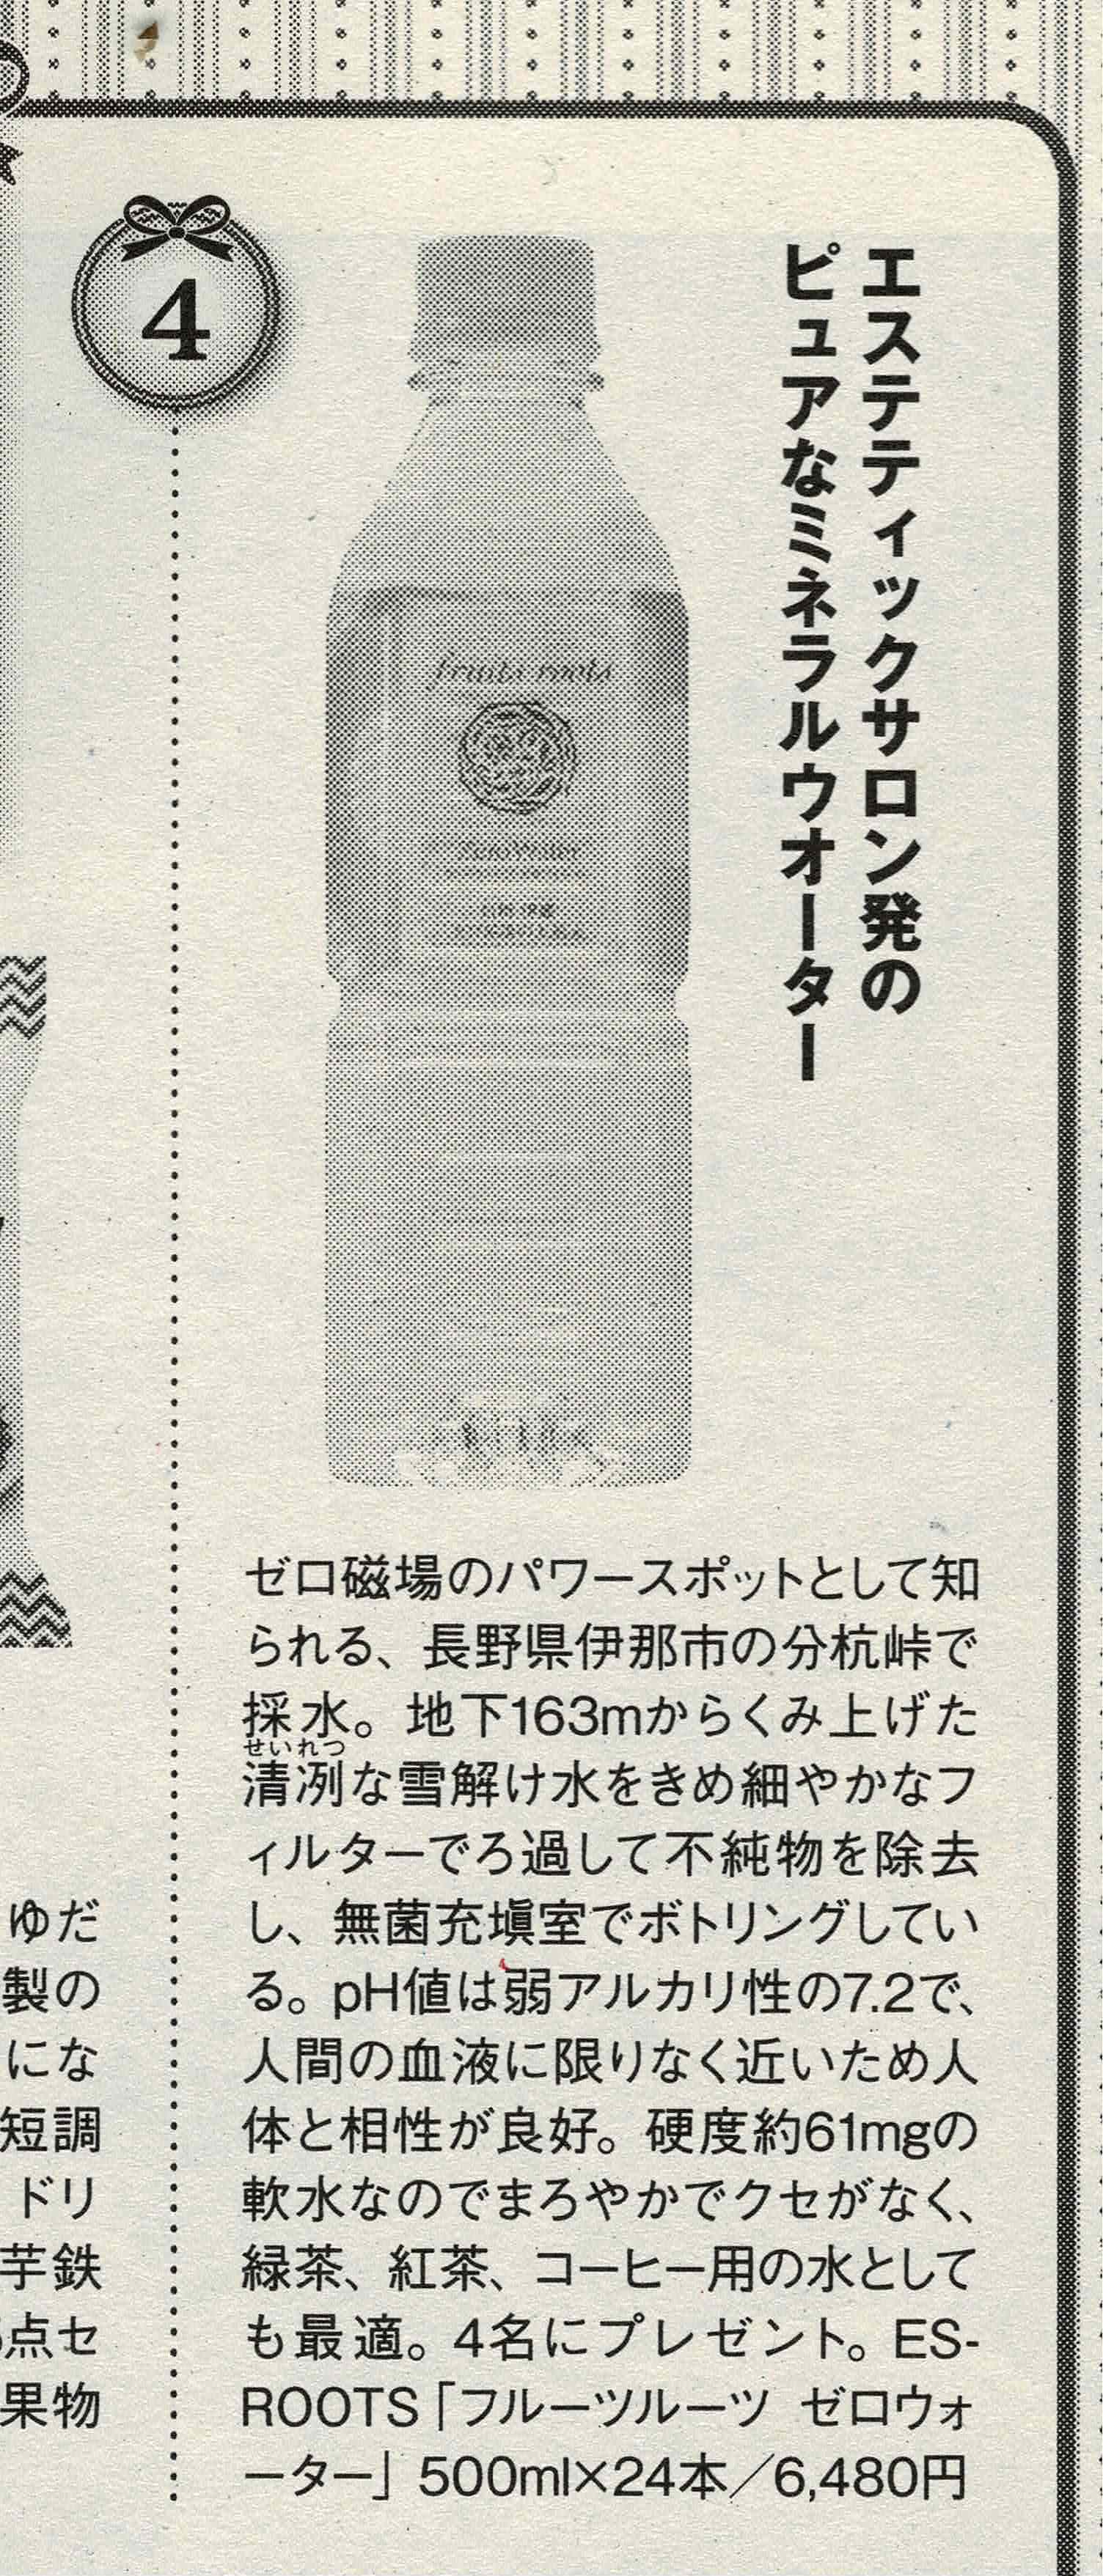 エステティックサロン発の
ピュアなミネラルウオーター
4
fruits roots
ゼロ磁場のパワースポットとして知
られる、長野県伊那市の分杭峠で
採水。地下163mからくみ上げた
せいれつ
清冽な雪解け水をきめ細やかなフ
ィルターでろ過して不純物を除去
し、無菌充塡室でボトリングしてい
る。pH値は弱アルカリ性の7.2で、
人間の血液に限りなく近いため人
体と相性が良好。硬度約61mgの
軟水なのでまろやかでクセがなく、
緑茶、紅茶、コーヒー用の水として
も最適。4名にプレゼント。ES-
ROOTS「フルーツルーツ ゼロウォ
ーター」500ml×24本／6,480円
ゆだ
製の
にな
短調
ドリ
芋鉄
点セ
果物